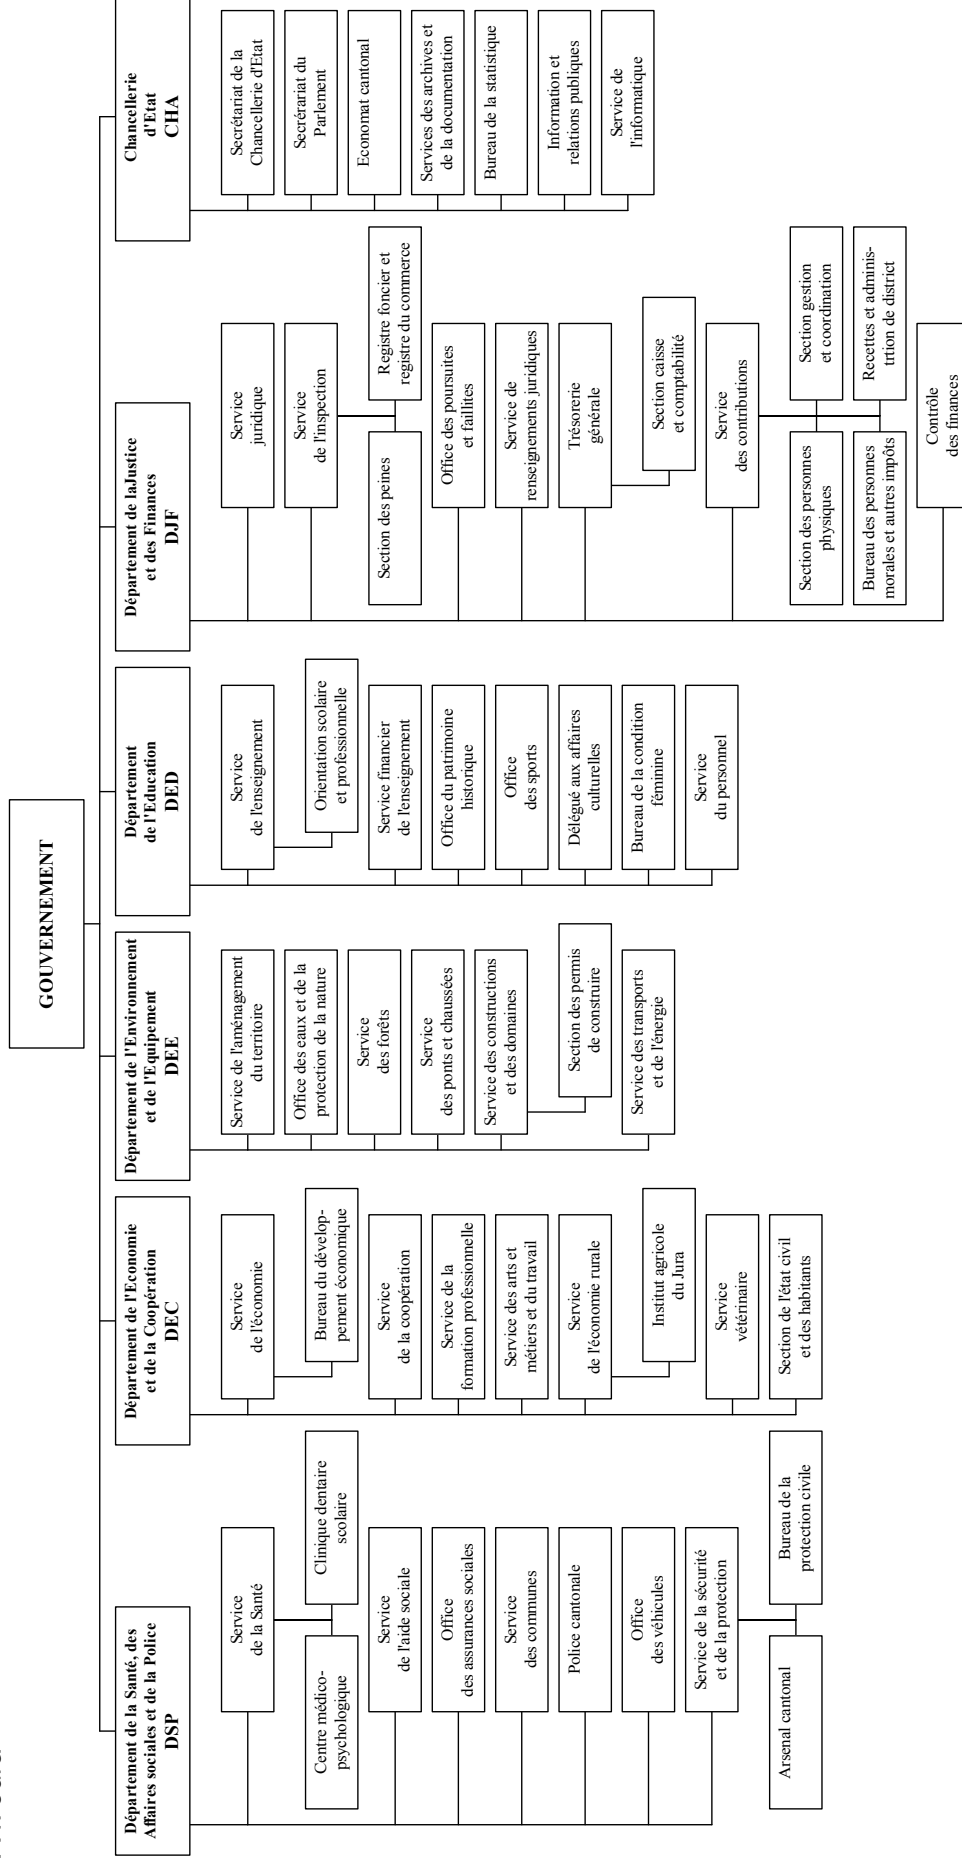 GOUVERNEMENT
Département de la Santé, des
Affaires sociales et de la Police
DSP
Service
de la Santé
Centre médico-
psychologique
Clinique dentaire
scolaire
Service
de l'aide sociale
Office
des assurances sociales
Service
des communes
Police cantonale
Office
des véhicules
Service de la sécurité
et de la protection
Arsenal cantonal
Bureau de la
protection civile
Département de l'Economie
et de la Coopération
DEC
Service
de l'économie
Bureau du dévelop-
pement économique
Service
de la coopération
Service de la
formation professionnelle
Service des arts et
métiers et du travail
Service
de l'économie rurale
Institut agricole
du Jura
Service
vétérinaire
Section de l'état civil
et des habitants
Département de l'Environnement
et de l'Equipement
DEE
Service de l'aménagement
du territoire
Office des eaux et de la
protection de la nature
Service
des forêts
Service
des ponts et chaussées
Service des constuctions
et des domaines
Section des permis
de construire
Service des transports
et de l'énergie
Département
de l'Education
DED
Service
de l'enseignement
Orientation scolaire
et professionnelle
Service financier
de l'enseignement
Office du patrimoine
historique
Office
des sports
Délégué aux affaires
culturelles
Bureau de la condition
féminine
Service
du personnel
Département de laJustice
et des Finances
DJF
Service
juridique
Service
de l'inspection
Section des peines
Registre foncier et
registre du commerce
Office des poursuites
et faillites
Service de
renseignements juridiques
Trésorerie
générale
Section caisse
et comptabilité
Service
des contributions
Section des personnes
physiques
Section gestion
et coordination
Bureau des personnes
morales et autres impôts
Recettes et adminis-
trtion de district
Contrôle
des finances
Chancellerie
d'Etat
CHA
Secrétariat de la
Chancellerie d'Etat
Secrérariat du
Parlement
Economat cantonal
Services des archives et
de la documentation
Bureau de la statistique
Information et
relations publiques
Service de
l'informatique